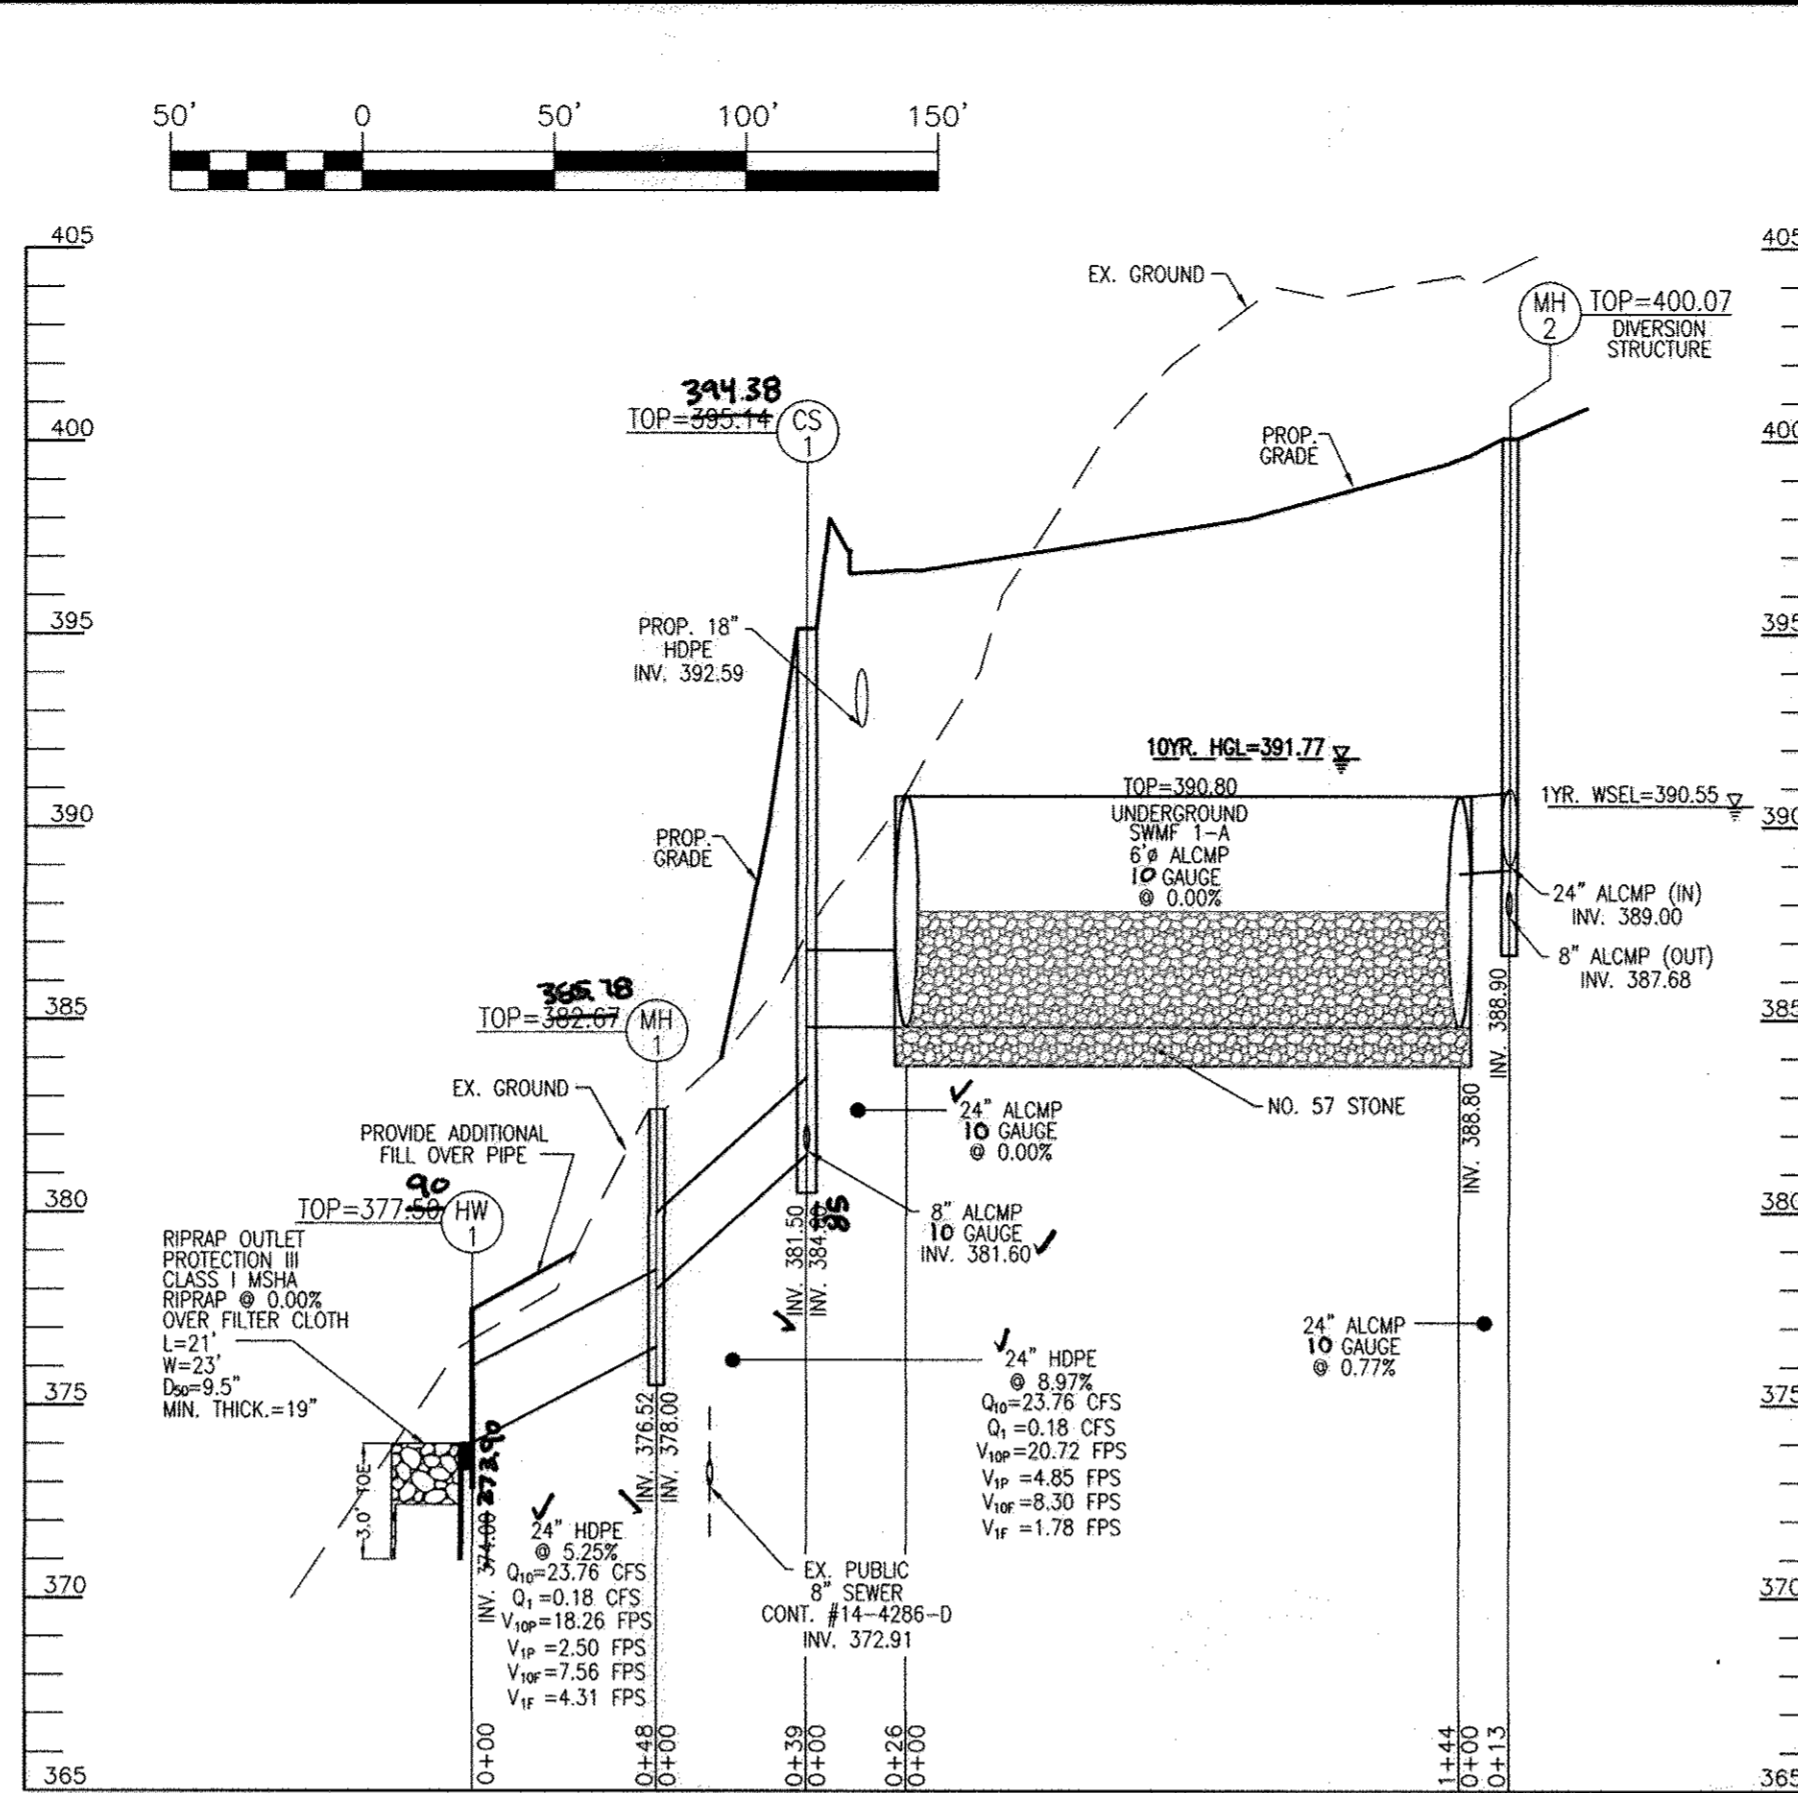 50' 0 50' 100' 150'
405
400
395
390
385
380
375
370
365
405
400
395
390
385
380
375
370
365
EX. GROUND
MH
2
TOP=400.07
DIVERSION
STRUCTURE
394.38
TOP=395.14
CS
1
PROP.
GRADE
PROP. 18"
HDPE
INV. 392.59
10YR. HGL=391.77
TOP=390.80
UNDERGROUND
SWMF 1-A
6'ø ALCMP
10 GAUGE
@ 0.00%
1YR. WSEL=390.55
PROP.
GRADE
24" ALCMP (IN)
INV. 389.00
8" ALCMP (OUT)
INV. 387.68
INV. 388.90
INV. 388.80
TOP=382.67
MH
1
EX. GROUND
NO. 57 STONE
24" ALCMP
10 GAUGE
@ 0.00%
PROVIDE ADDITIONAL
FILL OVER PIPE
90
TOP=377.50
HW
1
8" ALCMP
10 GAUGE
INV. 381.60
INV. 381.50
INV. 384.80
85
RIPRAP OUTLET
PROTECTION III
CLASS I MSHA
RIPRAP @ 0.00%
OVER FILTER CLOTH
L=21'
W=23'
D50=9.5"
MIN. THICK.=19"
24" HDPE
@ 8.97%
Q10=23.76 CFS
Q1 =0.18 CFS
V10P=20.72 FPS
V1P =4.85 FPS
V10F=8.30 FPS
V1F =1.78 FPS
24" ALCMP
10 GAUGE
@ 0.77%
3.0' TOE
INV. 374.00
INV. 376.52
INV. 378.00
24" HDPE
@ 5.25%
Q10=23.76 CFS
Q1 =0.18 CFS
V10P=18.26 FPS
V1P =2.50 FPS
V10F=7.56 FPS
V1F =4.31 FPS
EX. PUBLIC
8" SEWER
CONT. #14-4286-D
INV. 372.91
0+00
0+48
0+00
0+39
0+00
0+26
0+00
1+44
0+00
0+13